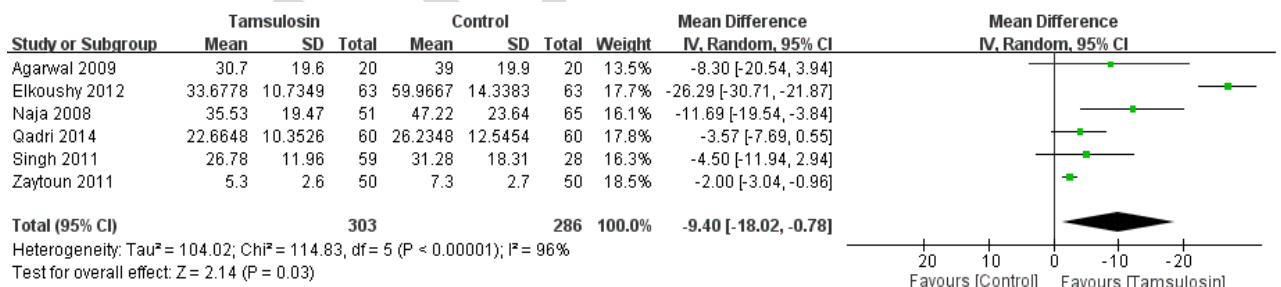 Tamsulosin Control Mean Difference Mean Difference
Study or Subgroup Mean SD Total Mean SD Total Weight IV, Random, 95% CI IV, Random, 95% CI
Agarwal 2009 30.7 19.6 20 39 19.9 20 13.5% -8.30 [-20.54, 3.94]
Elkoushy 2012 33.6778 10.7349 63 59.9667 14.3383 63 17.7% -26.29 [-30.71, -21.87]
Naja 2008 35.53 19.47 51 47.22 23.64 65 16.1% -11.69 [-19.54, -3.84]
Qadri 2014 22.6648 10.3526 60 26.2348 12.5454 60 17.8% -3.57 [-7.69, 0.55]
Singh 2011 26.78 11.96 59 31.28 18.31 28 16.3% -4.50 [-11.94, 2.94]
Zaytoun 2011 5.3 2.6 50 7.3 2.7 50 18.5% -2.00 [-3.04, -0.96]
Total (95% CI) 303 286 100.0% -9.40 [-18.02, -0.78]
Heterogeneity: Tau² = 104.02; Chi² = 114.83, df = 5 (P < 0.00001); I² = 96%
Test for overall effect: Z = 2.14 (P = 0.03)
20 10 0 -10 -20
Favours [Control] Favours [Tamsulosin]